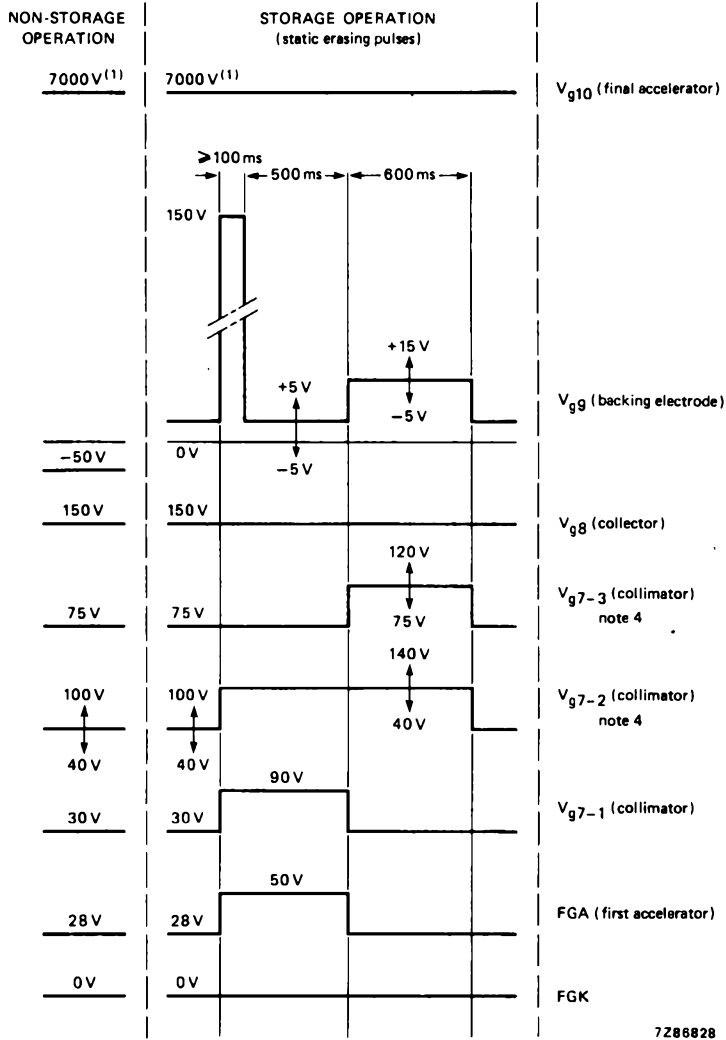 NON-STORAGE OPERATION
STORAGE OPERATION
(static erasing pulses)
7000 V(1)
7000 V(1)
Vg10 (final accelerator)
⩾100 ms
500 ms
600 ms
150 V
+15 V
+5 V
−5 V
Vg9 (backing electrode)
−50 V
0 V
−5 V
150 V
150 V
Vg8 (collector)
120 V
75 V
75 V
75 V
Vg7−3 (collimator)
note 4
140 V
100 V
100 V
40 V
Vg7−2 (collimator)
note 4
40 V
40 V
90 V
30 V
30 V
Vg7−1 (collimator)
50 V
28 V
28 V
FGA (first accelerator)
0 V
0 V
FGK
7Z86828